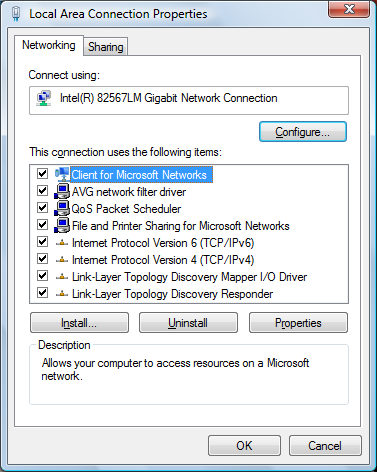 Local Area Connection Properties
Networking
Sharing
Connect using:
Intel(R) 82567LM Gigabit Network Connection
Configure...
This connection uses the following items:
Client for Microsoft Networks
AVG network filter driver
QoS Packet Scheduler
File and Printer Sharing for Microsoft Networks
Internet Protocol Version 6 (TCP/IPv6)
Internet Protocol Version 4 (TCP/IPv4)
Link-Layer Topology Discovery Mapper I/O Driver
Link-Layer Topology Discovery Responder
Install...
Uninstall
Properties
Description
Allows your computer to access resources on a Microsoft
network.
OK
Cancel